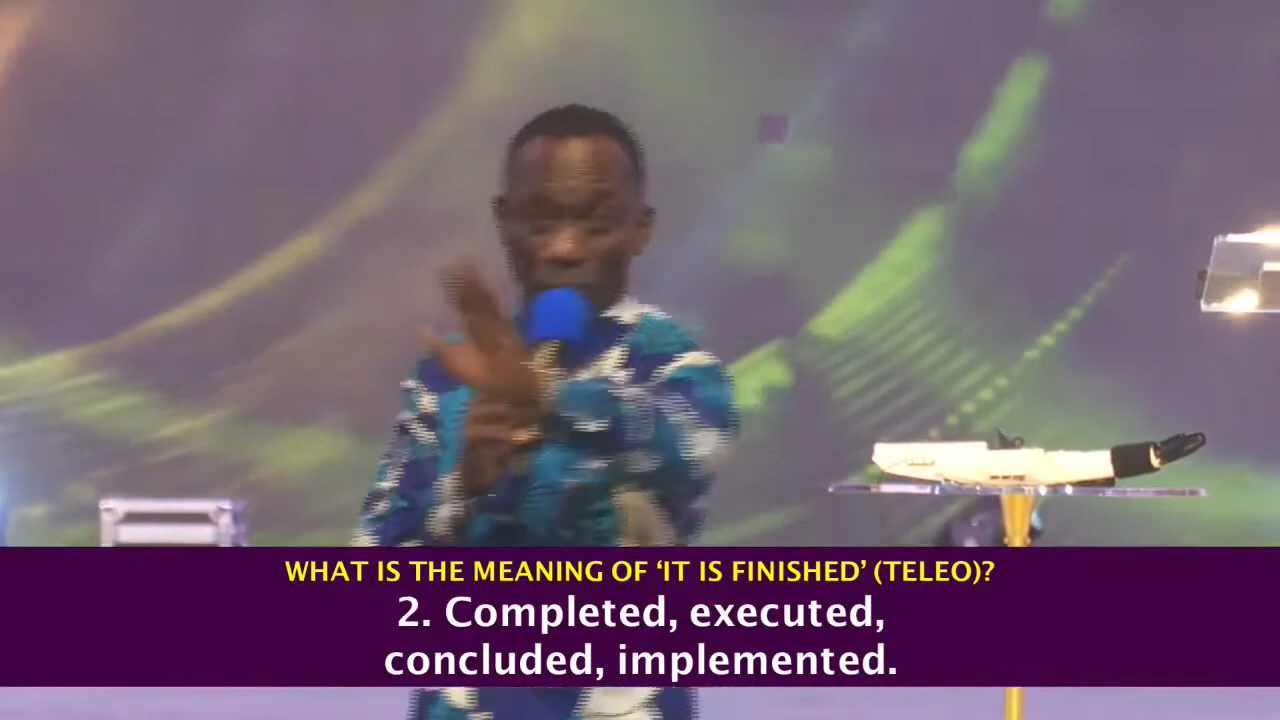 WHAT IS THE MEANING OF ‘IT IS FINISHED’ (TELEO)?
2. Completed, executed,
concluded, implemented.